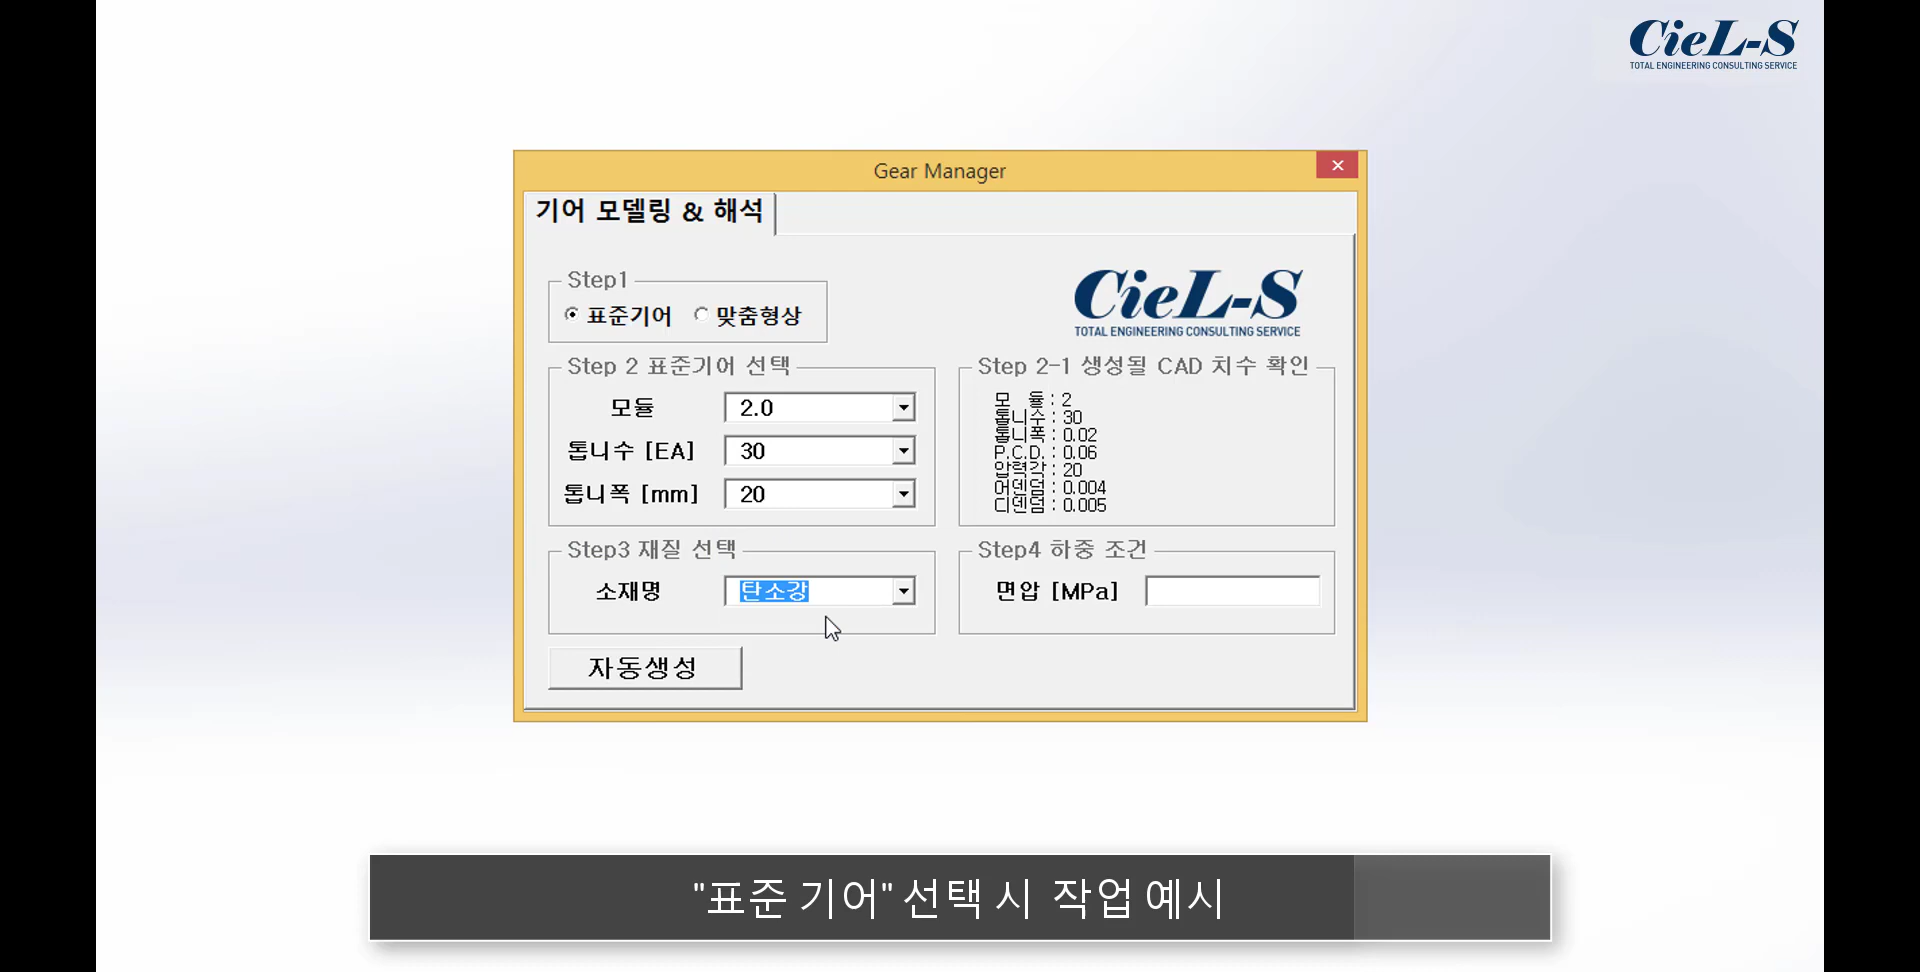 CieL-S
TOTAL ENGINEERING CONSULTING SERVICE
Gear Manager
기어 모델링 & 해석
Step1
표준기어 맞춤형상
CieL-S
TOTAL ENGINEERING CONSULTING SERVICE
Step 2 표준기어 선택
모듈 2.0
톱니수 [EA] 30
톱니폭 [mm] 20
Step 2-1 생성될 CAD 치수 확인
모 듈 : 2
톱니수 : 30
톱니폭 : 0.02
P.C.D. : 0.06
압력각 : 20
어덴덤 : 0.004
디덴덤 : 0.005
Step3 재질 선택
소재명 탄소강
Step4 하중 조건
면압 [MPa]
자동생성
"표준 기어" 선택 시 작업 예시